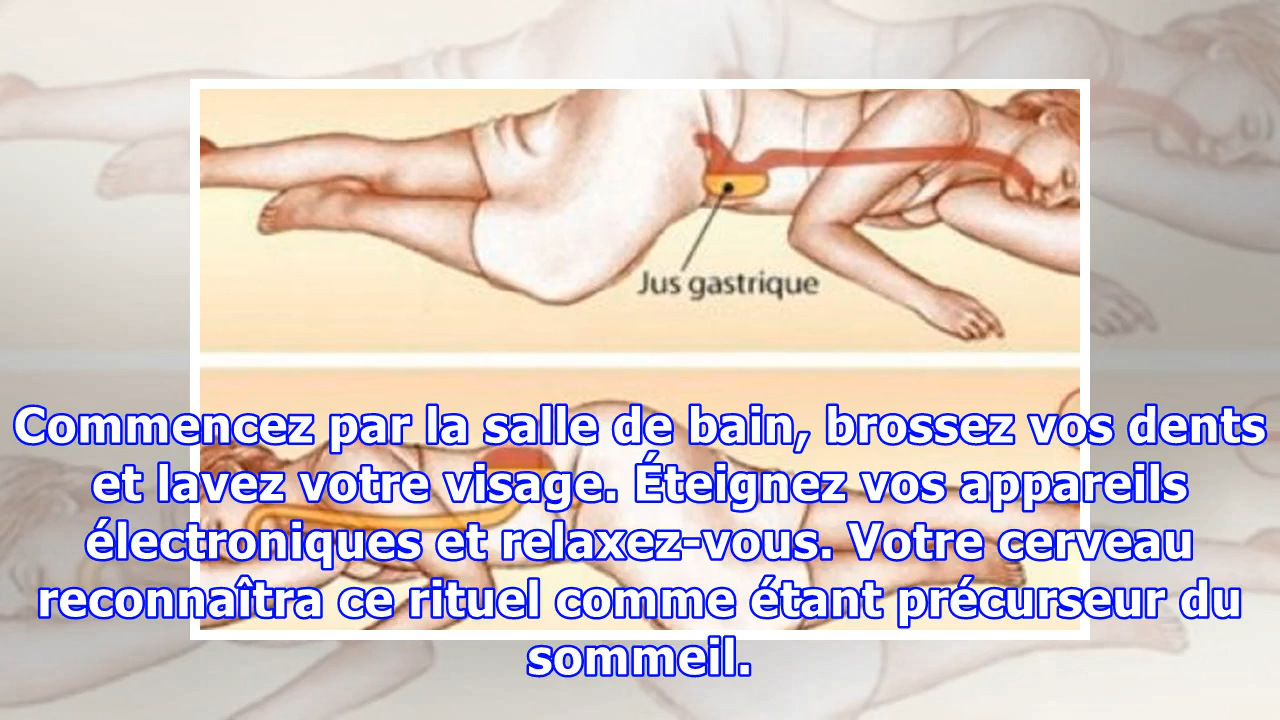 Jus gastrique
Commencez par la salle de bain, brossez vos dents
et lavez votre visage. Éteignez vos appareils
électroniques et relaxez-vous. Votre cerveau
reconnaîtra ce rituel comme étant précurseur du
sommeil.